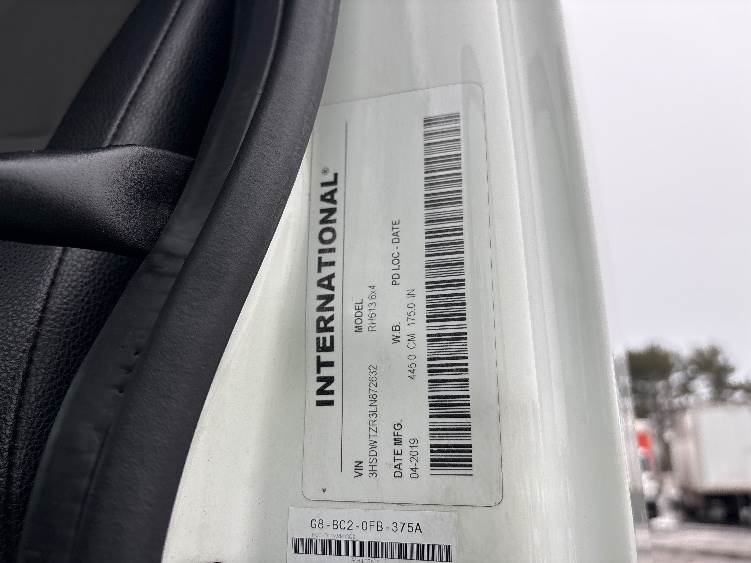 INTERNATIONAL®
VIN MODEL
3HSDWTZR3LN872632 RH613 6x4
DATE MFG. W.B. PD LOC - DATE
04-2019 445.0 CM 175.0 IN
G8-BC2-0FB-375A